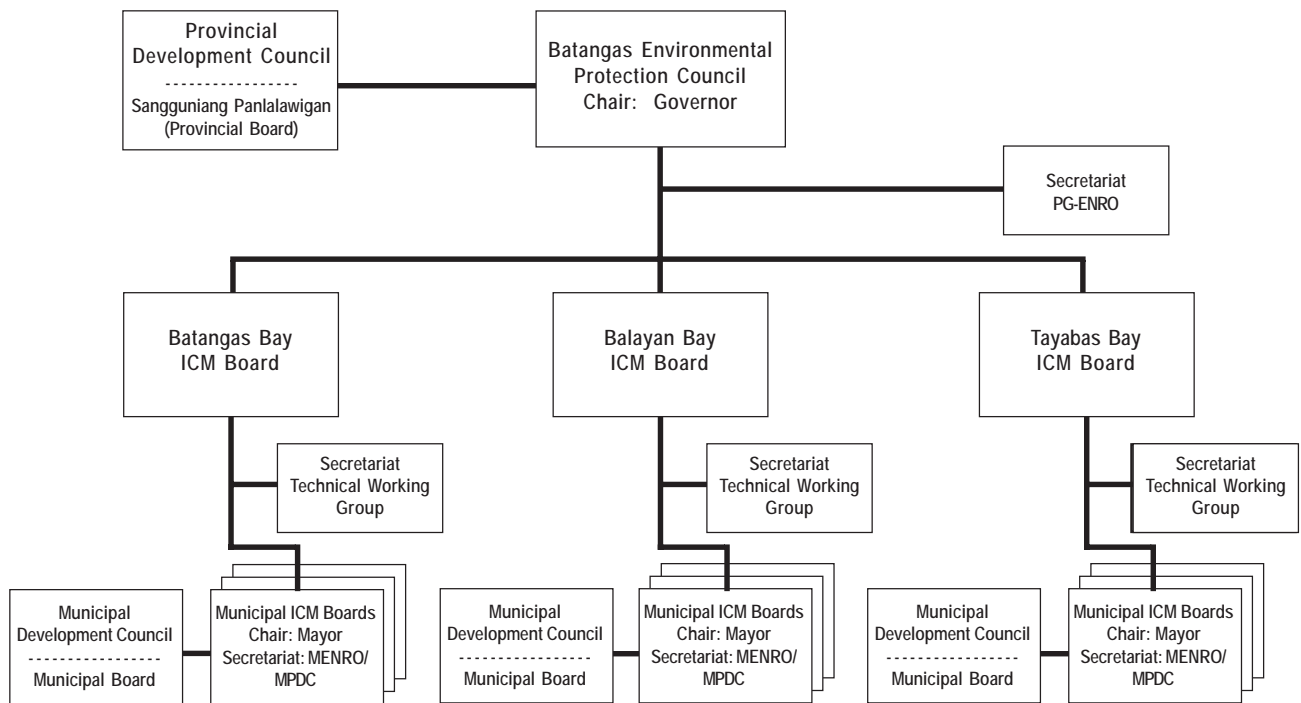 Provincial
Development Council
--------------
Sangguniang Panlalawigan
(Provincial Board)
Batangas Environmental
Protection Council
Chair: Governor
Secretariat
PG-ENRO
Batangas Bay
ICM Board
Balayan Bay
ICM Board
Tayabas Bay
ICM Board
Secretariat
Technical Working
Group
Secretariat
Technical Working
Group
Secretariat
Technical Working
Group
Municipal
Development Council
--------------
Municipal Board
Municipal ICM Boards
Chair: Mayor
Secretariat: MENRO/
MPDC
Municipal
Development Council
--------------
Municipal Board
Municipal ICM Boards
Chair: Mayor
Secretariat: MENRO/
MPDC
Municipal
Development Council
--------------
Municipal Board
Municipal ICM Boards
Chair: Mayor
Secretariat: MENRO/
MPDC